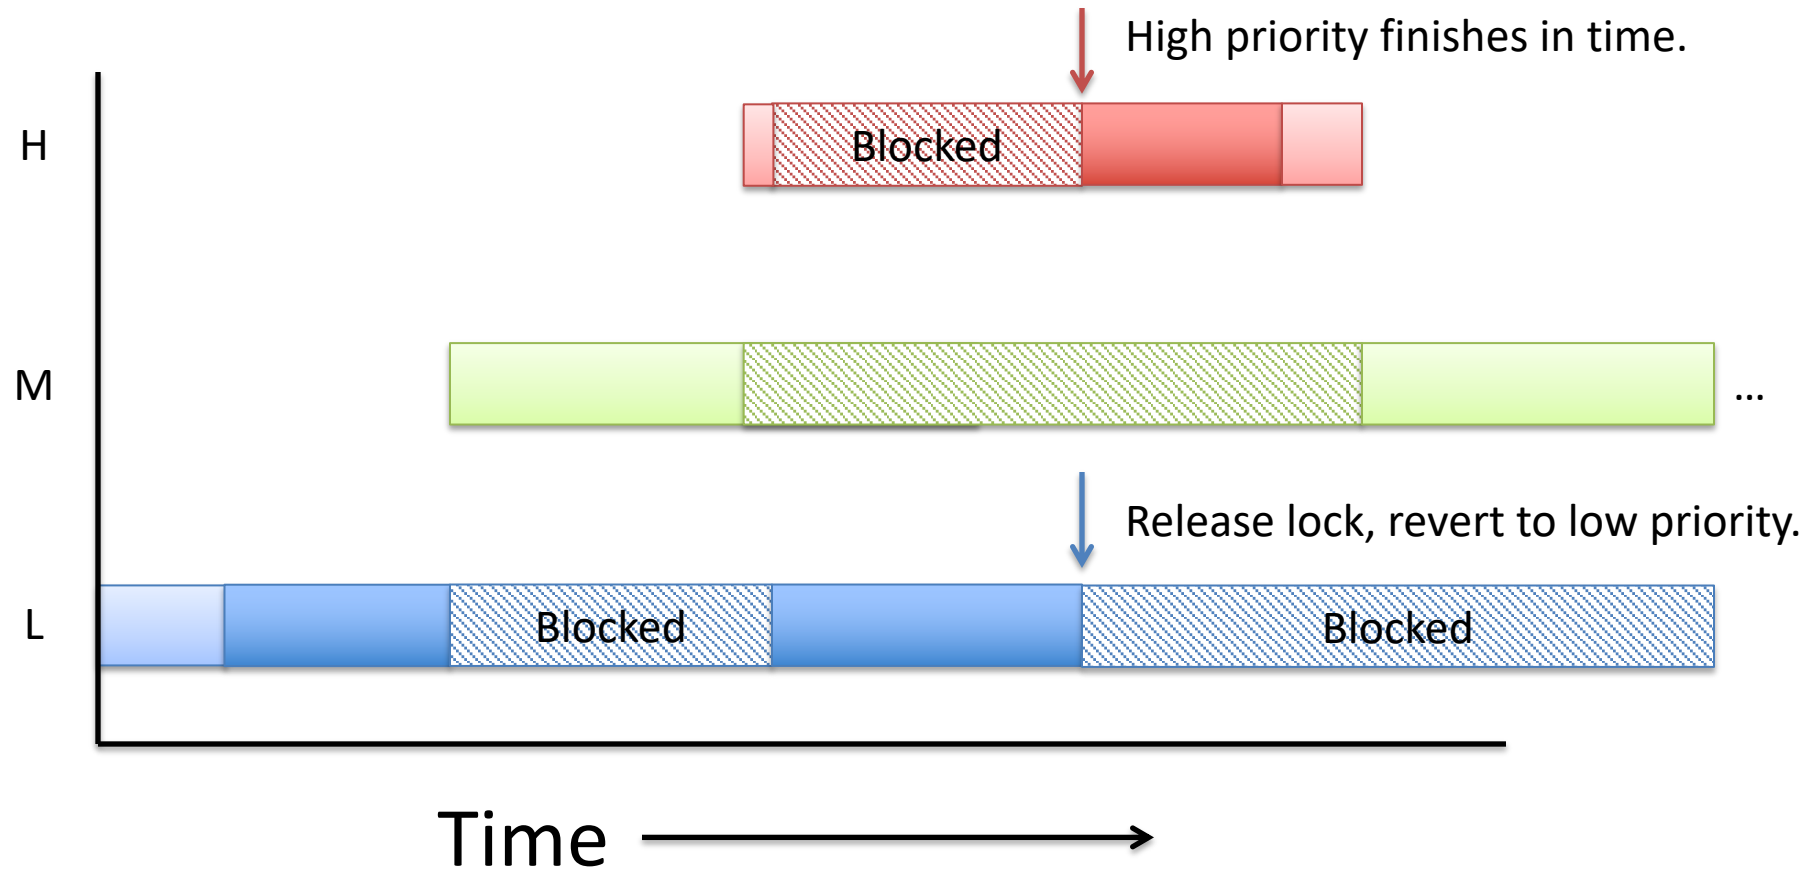 High priority finishes in time.
H
Blocked
M
…
Release lock, revert to low priority.
L
Blocked
Blocked
Time